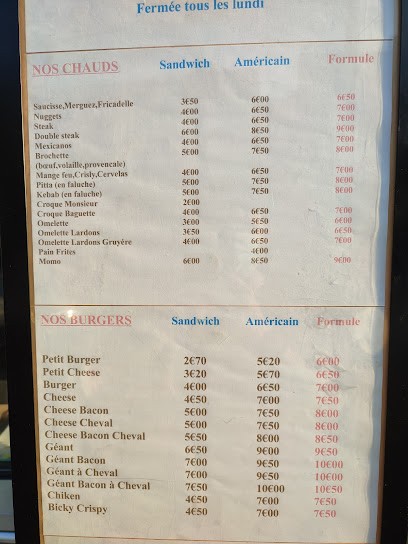 Fermée tous les lundi
NOS CHAUDS Sandwich Américain Formule
Saucisse,Merguez,Fricadelle 3€50 6€00 6€50
Nuggets 4€00 6€00 7€00
Steak 4€00 6€50 7€00
Double steak 6€00 8€50 9€00
Mexicanos 4€00 6€50 7€00
Brochette 5€00 7€50 8€00
(bœuf,volaille,provencale)
Mange feu,Crisly,Cervelas 4€00 6€50 7€00
Pitta (en faluche) 5€00 7€50 8€00
Kebab (en faluche) 5€00 7€50 8€00
Croque Monsieur 2€00
Croque Baguette 4€00 6€50 7€00
Omelette 3€00 5€50 6€00
Omelette Lardons 3€50 6€00 6€50
Omelette Lardons Gruyére 4€00 6€50 7€00
Pain Frites 4€00
Momo 6€00 8€50 9€00
NOS BURGERS Sandwich Américain Formule
Petit Burger 2€70 5€20 6€00
Petit Cheese 3€20 5€70 6€50
Burger 4€00 6€50 7€00
Cheese 4€50 7€00 7€50
Cheese Bacon 5€00 7€50 8€00
Cheese Cheval 5€00 7€50 8€00
Cheese Bacon Cheval 5€50 8€00 8€50
Géant 6€50 9€00 9€50
Géant Bacon 7€00 9€50 10€00
Géant à Cheval 7€00 9€50 10€00
Géant Bacon à Cheval 7€50 10€00 10€50
Chiken 4€50 7€00 7€50
Bicky Crispy 4€50 7€00 7€50